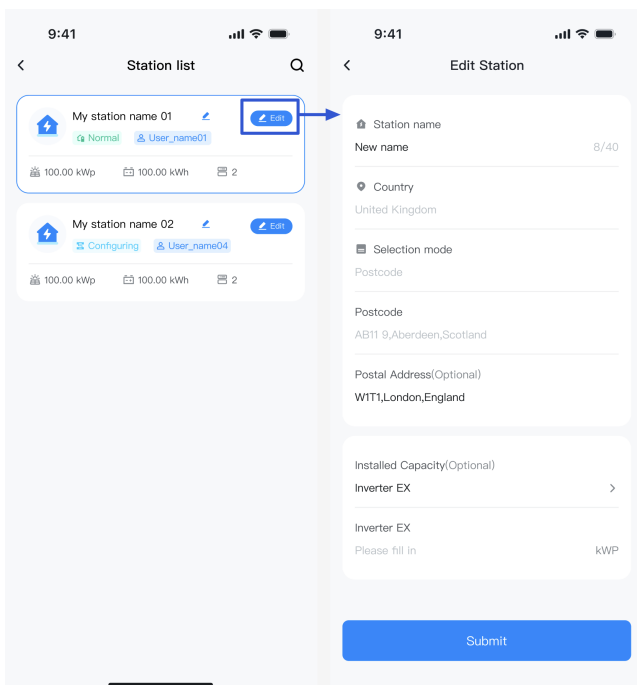 9:41
Station list
My station name 01
Edit
Normal
User_name01
100.00 kWp
100.00 kWh
2
My station name 02
Edit
Configuring
User_name04
100.00 kWp
100.00 kWh
2
9:41
Edit Station
Station name
New name
8/40
Country
United Kingdom
Selection mode
Postcode
Postcode
AB11 9,Aberdeen,Scotland
Postal Address(Optional)
W1T1,London,England
Installed Capacity(Optional)
Inverter EX
Inverter EX
Please fill in
kWP
Submit